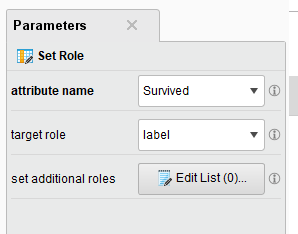 Parameters
Set Role
attribute name Survived
target role label
set additional roles Edit List (0)...